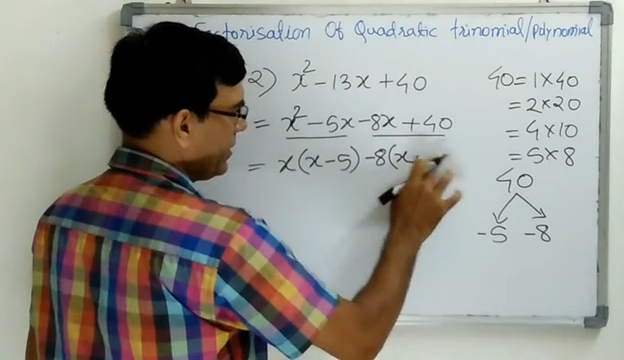 Factorisation Of Quadratic trinomial/polynomial
2) x² - 13x + 40
= x² - 5x - 8x + 40
= x(x - 5) - 8(x
40 = 1 x 40
= 2 x 20
= 4 x 10
= 5 x 8
40
-5 -8